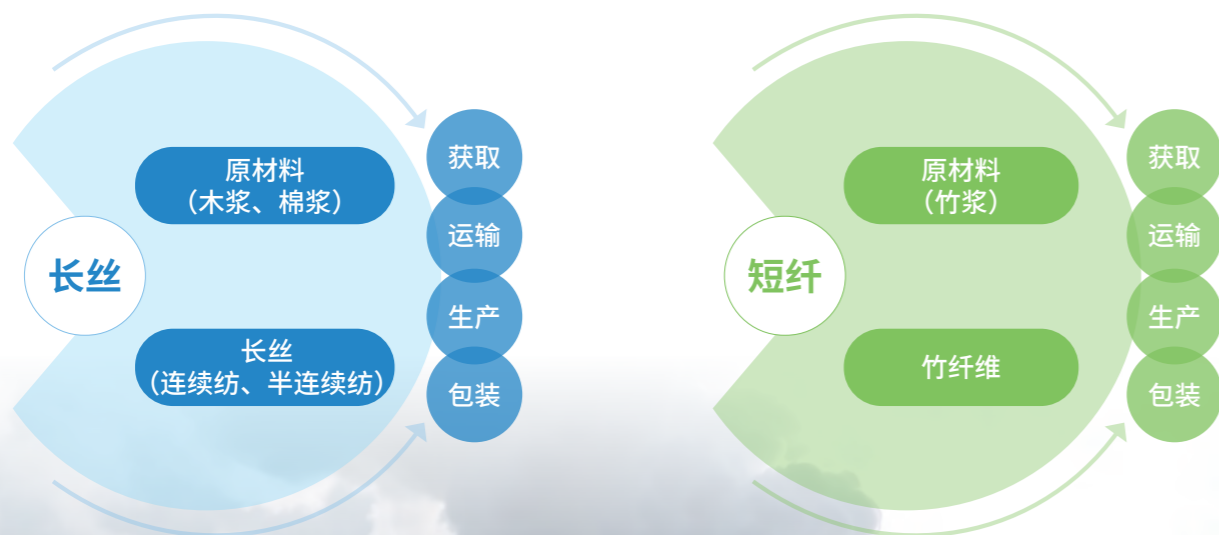 长丝
原材料
（木浆、棉浆）
长丝
（连续纺、半连续纺）
获取
运输
生产
包装
短纤
原材料
（竹浆）
竹纤维
获取
运输
生产
包装